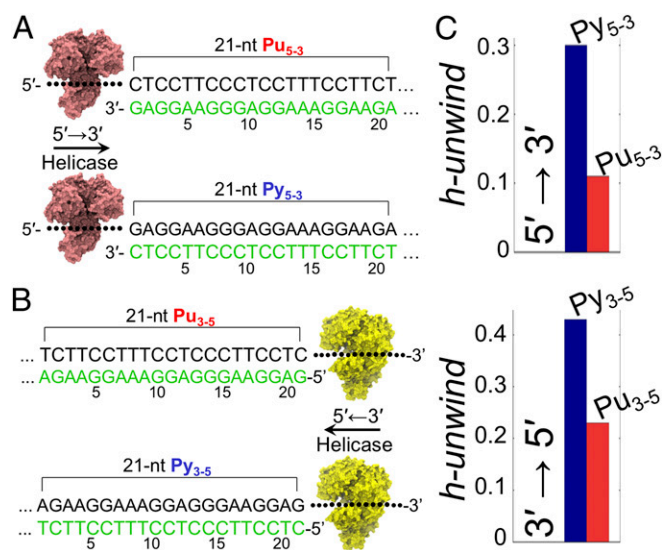 A
21-nt Pu5-3
5′- CTCCTTCCCTCCTTTCCTTCT...
3′- GAGGAAGGGAGGAAAGGAAGA ...
5 10 15 20
5′→3′
Helicase
21-nt Py5-3
5′- GAGGAAGGGAGGAAAGGAAGA ...
3′- CTCCTTCCCTCCTTTCCTTCT ...
5 10 15 20
B
21-nt Pu3-5
... TCTTCCTTTCCTCCCTTCCTC -3′
... AGAAGGAAAGGAGGGAAGGAG-5′
5 10 15 20
5′←3′
Helicase
21-nt Py3-5
... AGAAGGAAAGGAGGGAAGGAG -3′
... TCTTCCTTTCCTCCCTTCCTC-5′
5 10 15 20
C
h-unwind
5′ → 3′
0.3
0.1
0
Py5-3
Pu5-3
h-unwind
3′ → 5′
0.4
0.2
0.1
0
Py3-5
Pu3-5